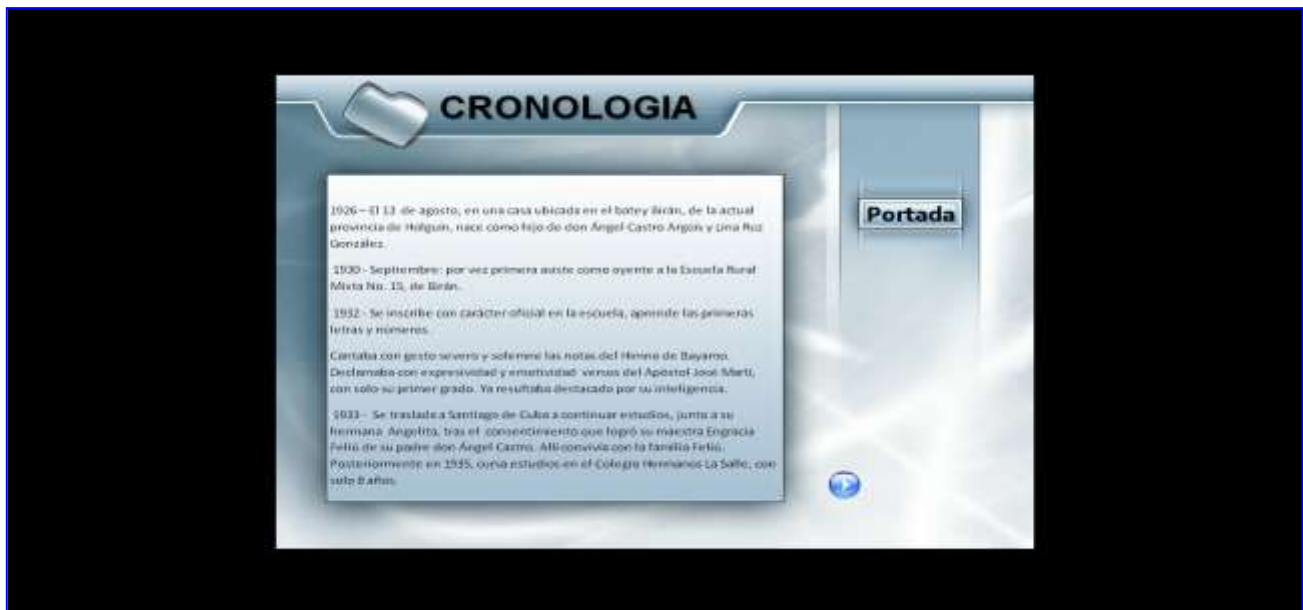 CRONOLOGIA
1926 – El 13 de agosto, en una casa ubicada en el batey Birán, de la actual
provincia de Holguín, nace como hijo de don Ángel Castro Argois y Lina Ruz
González.
1930 - Septiembre: por vez primera asiste como oyente a la Escuela Rural
Mixta No. 15, de Birán.
1932 - Se inscribe con carácter oficial en la escuela, aprende las primeras
letras y números.
Cantaba con gesto severo y solemne las notas del Himno de Bayamo.
Declamaba con expresividad y emotividad versos del Apóstol José Martí,
con solo su primer grado. Ya resultaba destacado por su inteligencia.
1933 - Se traslada a Santiago de Cuba a continuar estudios, junto a su
hermana Angelita, tras el consentimiento que logró su maestra Engracia
Feliú de su padre don Ángel Castro. Allí convivía con la familia Feliú.
Posteriormente en 1935, cursa estudios en el Colegio Hermanos La Salle, con
solo 8 años.
Portada